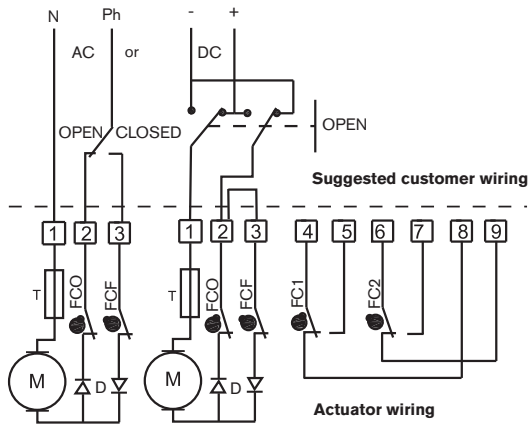 N Ph - +
AC or DC
OPEN CLOSED
OPEN
Suggested customer wiring
1 2 3 1 2 3 4 5 6 7 8 9
T FCO FCF T FCO FCF FC1 FC2
M D M D
Actuator wiring